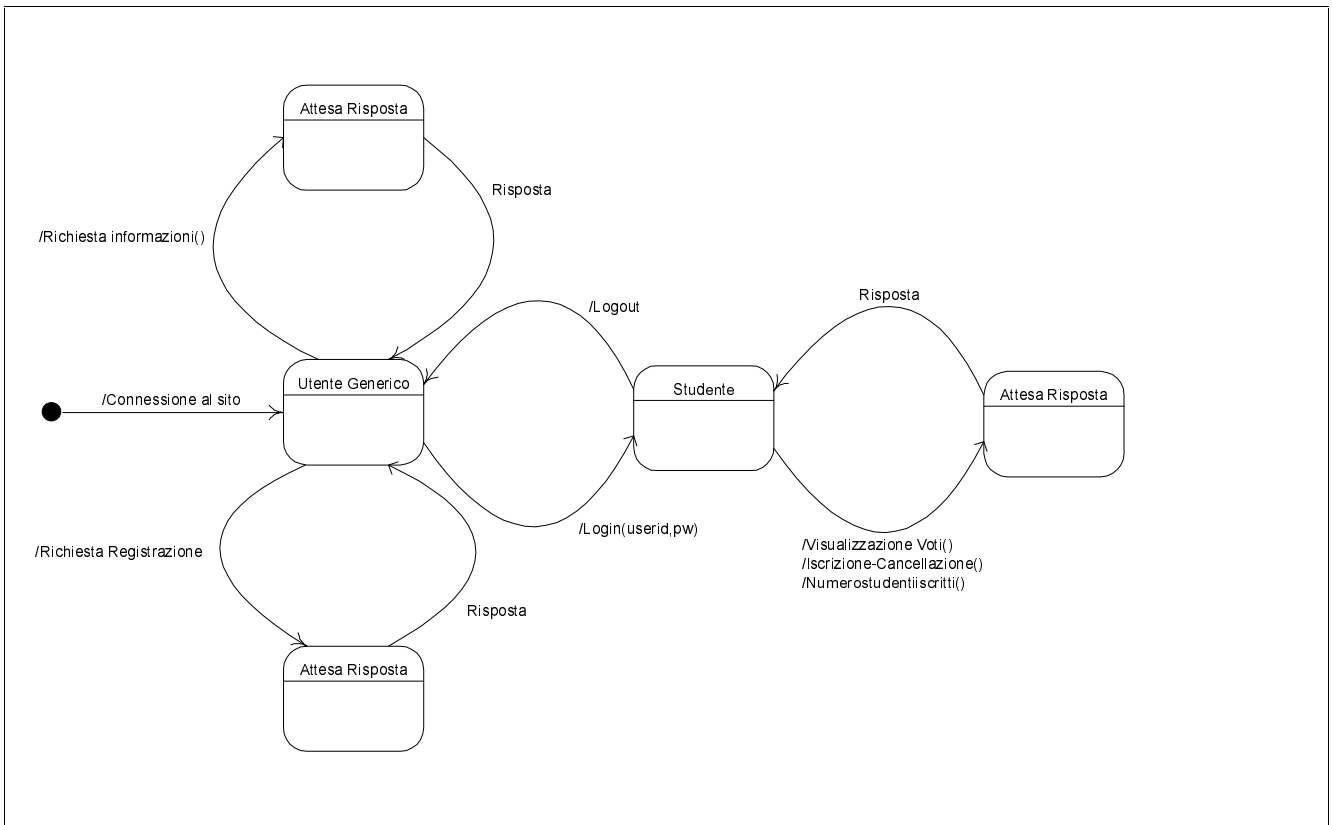 Attesa Risposta
Risposta
/Richiesta informazioni()
Risposta
/Logout
Utente Generico
Studente
Attesa Risposta
/Connessione al sito
/Login(userid,pw)
/Visualizzazione Voti()
/Iscrizione-Cancellazione()
/Numerostudentiiscritti()
/Richiesta Registrazione
Risposta
Attesa Risposta